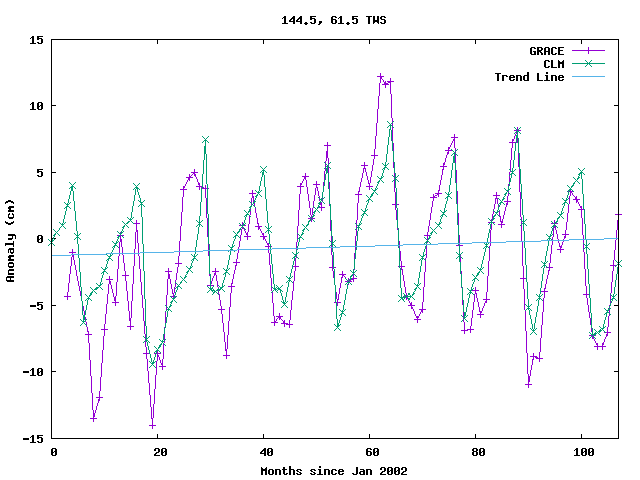 144.5, 61.5 TWS
GRACE
CLM
Trend Line
15
10
5
0
-5
-10
-15
Anomaly (cm)
0 20 40 60 80 100
Months since Jan 2002